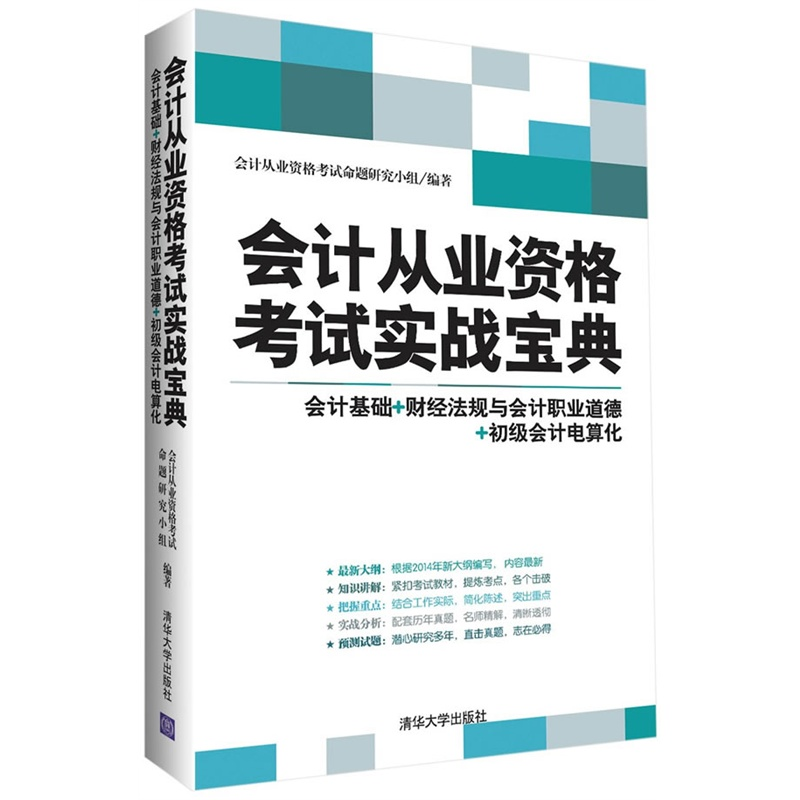 会计从业资格考试实战宝典
会计基础+财经法规与会计职业道德+初级会计电算化
会计从业资格考试
命题研究小组 编著
清华大学出版社
会计从业资格考试命题研究小组/编著
会计从业资格
考试实战宝典
会计基础+财经法规与会计职业道德
+初级会计电算化
★ 最新大纲：根据2014年新大纲编写，内容最新
★ 知识讲解：紧扣考试教材，提炼考点，各个击破
★ 把握重点：结合工作实际，简化陈述，突出重点
★ 实战分析：配套历年真题，名师精解，清晰透彻
★ 预测试题：潜心研究多年，直击真题，志在必得
清华大学出版社